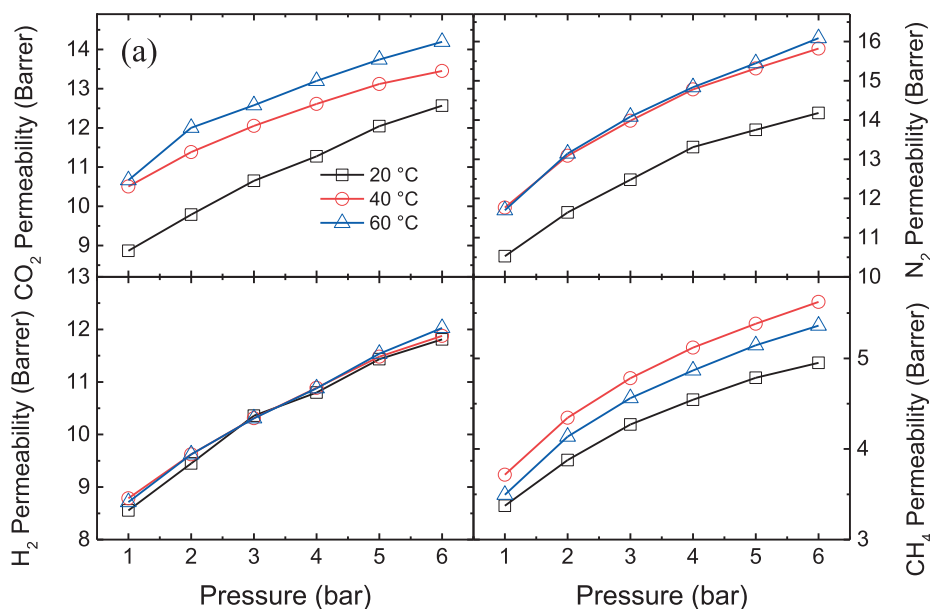 (a)
CO2 Permeability (Barrer)
14
13
12
11
10
9
20 °C
40 °C
60 °C
N2 Permeability (Barrer)
16
15
14
13
12
11
10
H2 Permeability (Barrer)
13
12
11
10
9
8
1 2 3 4 5 6
Pressure (bar)
CH4 Permeability (Barrer)
5
4
3
1 2 3 4 5 6
Pressure (bar)